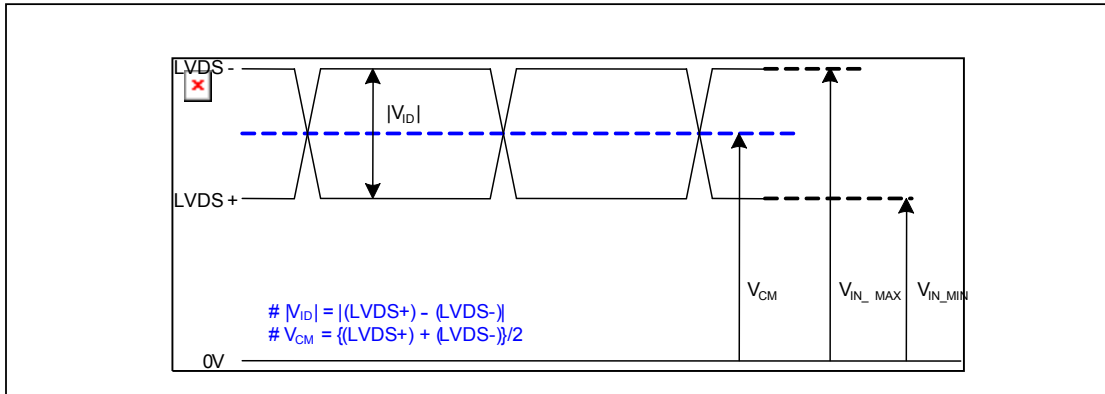 LVDS -
|V_ID|
LVDS +
V_CM
V_IN_ MAX
V_IN_MIN
# |V_ID| = |(LVDS+) - (LVDS-)|
# V_CM = {(LVDS+) + (LVDS-)}/2
0V